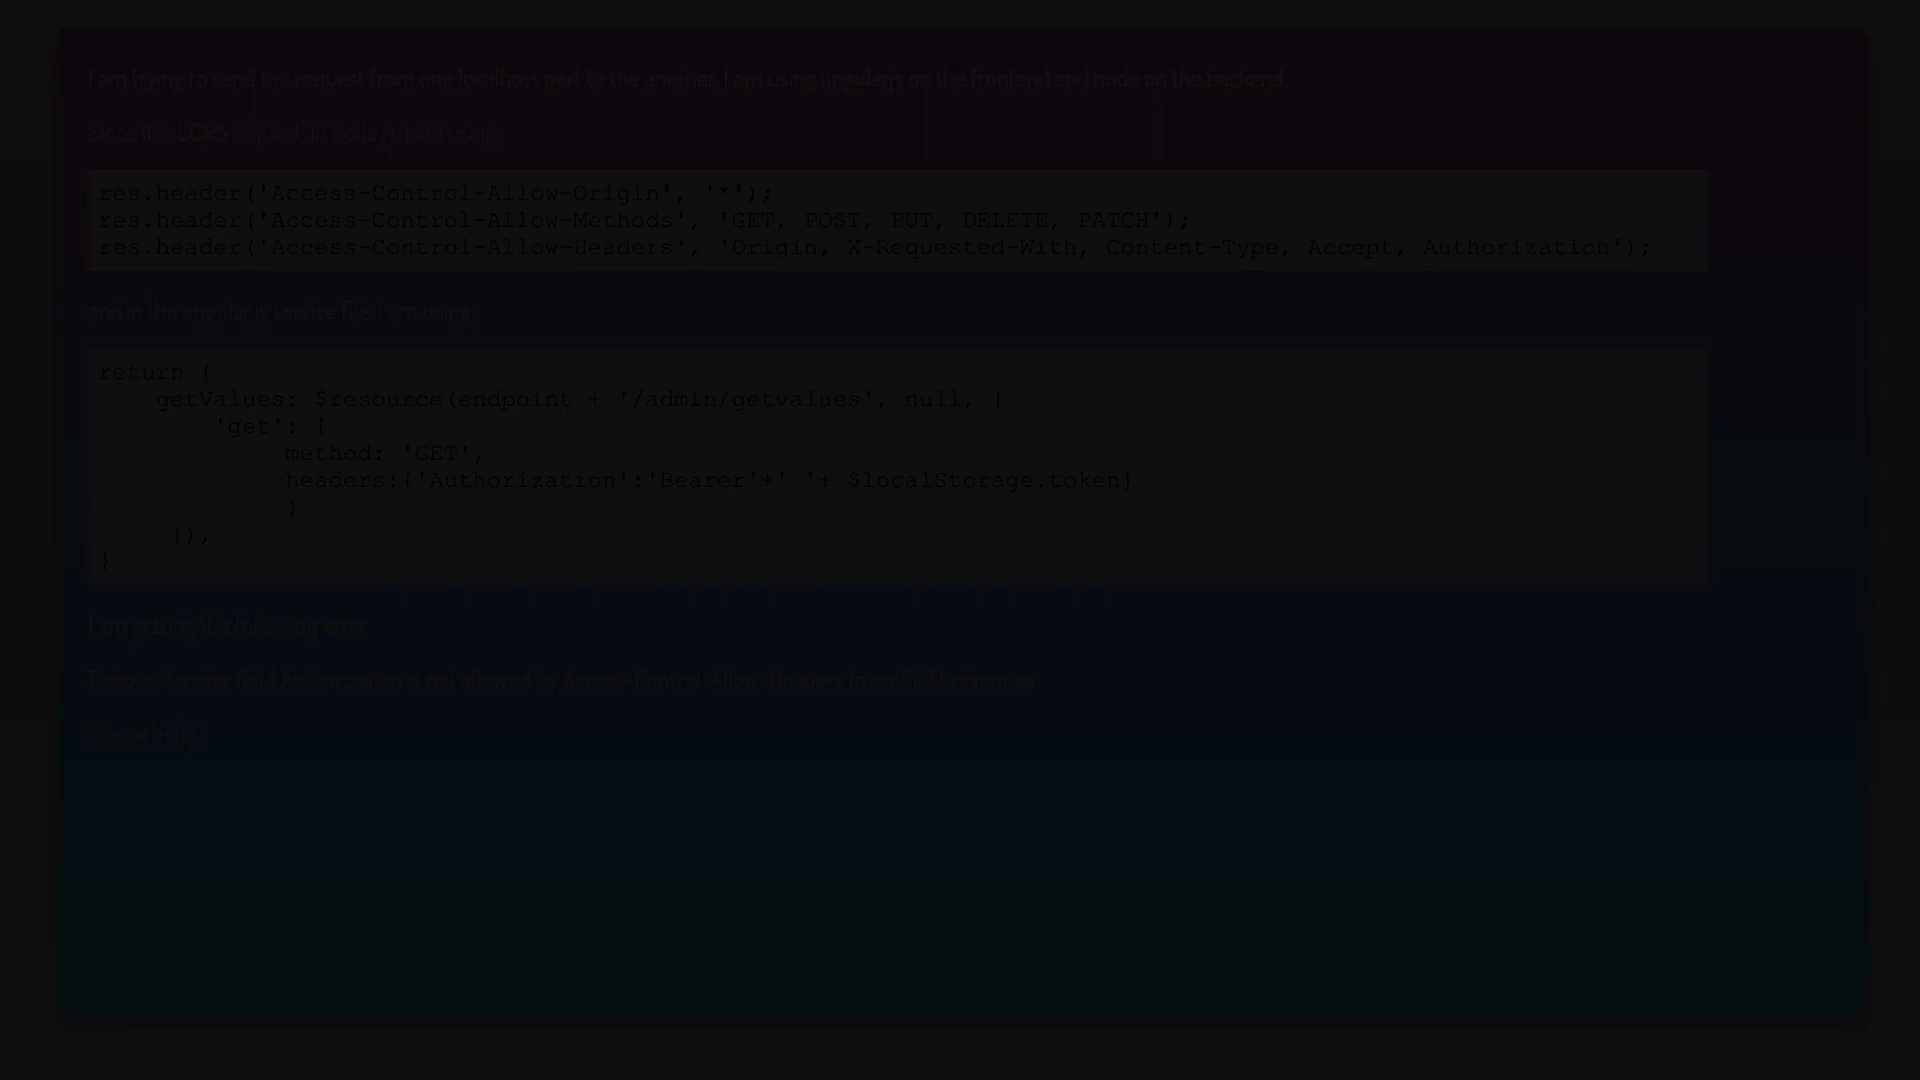 I am trying to send the request from one localhost port to the another. I am using angularjs on the frontend and node on the backend.
Since it is CORS request, In node.js, i am using
res.header('Access-Control-Allow-Origin', '*');
res.header('Access-Control-Allow-Methods', 'GET, POST, PUT, DELETE, PATCH');
res.header('Access-Control-Allow-Headers', 'Origin, X-Requested-With, Content-Type, Accept, Authorization');
and in the angular js service file, I am using
return {
getValues: $resource(endpoint + '/admin/getvalues', null, {
'get': {
method: 'GET',
headers:{'Authorization':'Bearer'+' '+ $localStorage.token}
}
}),
}
I am getting the following error
Request header field Authorization is not allowed by Access-Control-Allow-Headers in preflight response.
Please help!